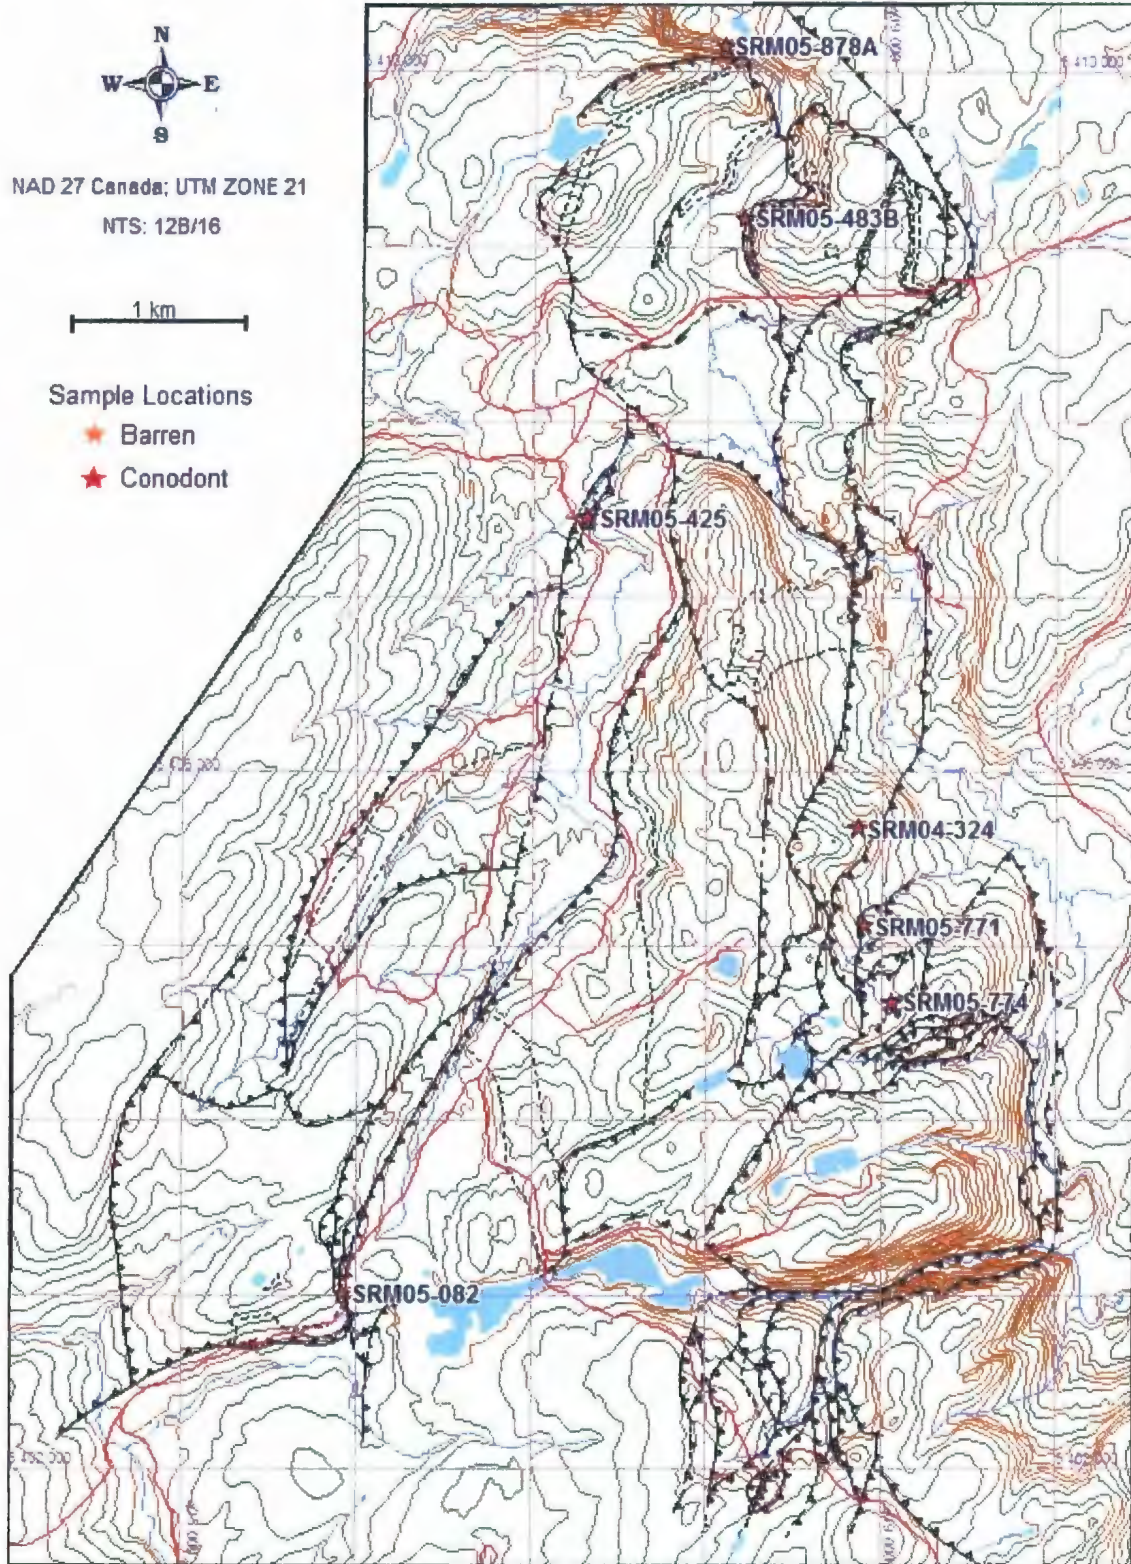 N
W E
S
NAD 27 Canada; UTM ZONE 21
NTS: 12B/16
1 km
Sample Locations
Barren
Conodont
SRM05-878A
SRM05-483B
SRM05-425
SRM04-324
SRM05-771
SRM05-774
SRM05-082